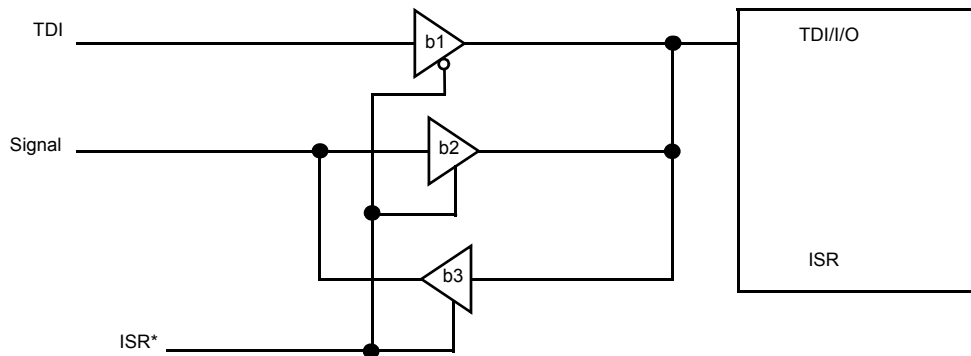 TDI
b1
TDI/I/O
Signal
b2
b3
ISR
ISR*